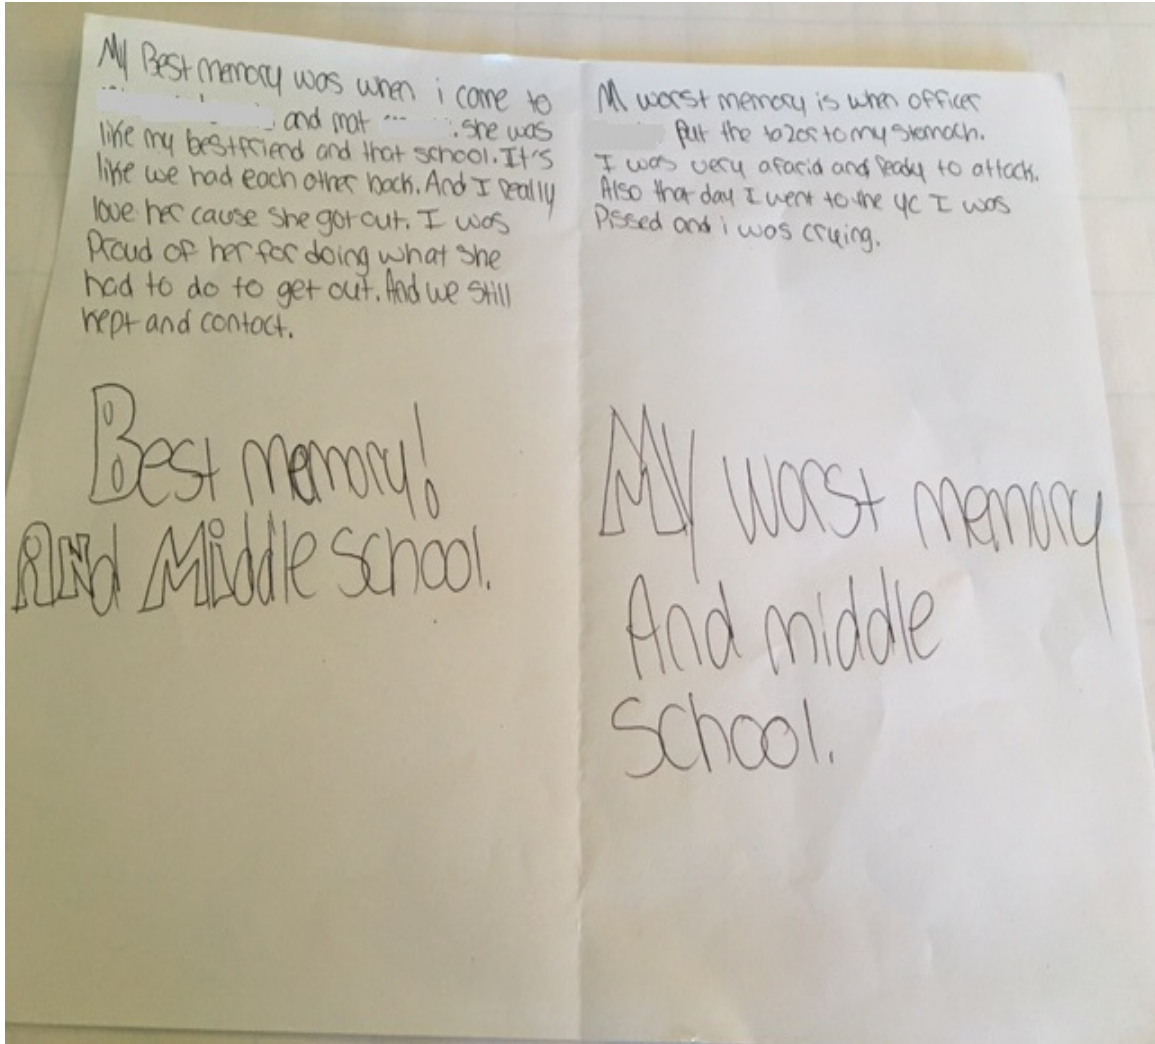 My Best memory was when i came to
and mat . she was
like my bestfriend and that school. It's
like we had each other back. And I really
love her cause she got out. I was
Proud of her for doing what she
had to do to get out. And we still
kept and contact.
Best memory!
AND Middle school.
M worst memory is when officer
put the tazer to my stomach.
I was very afarid and ready to attack.
Also that day I went to the yc I was
Pissed and i was crying.
My worst memory
And middle
school.